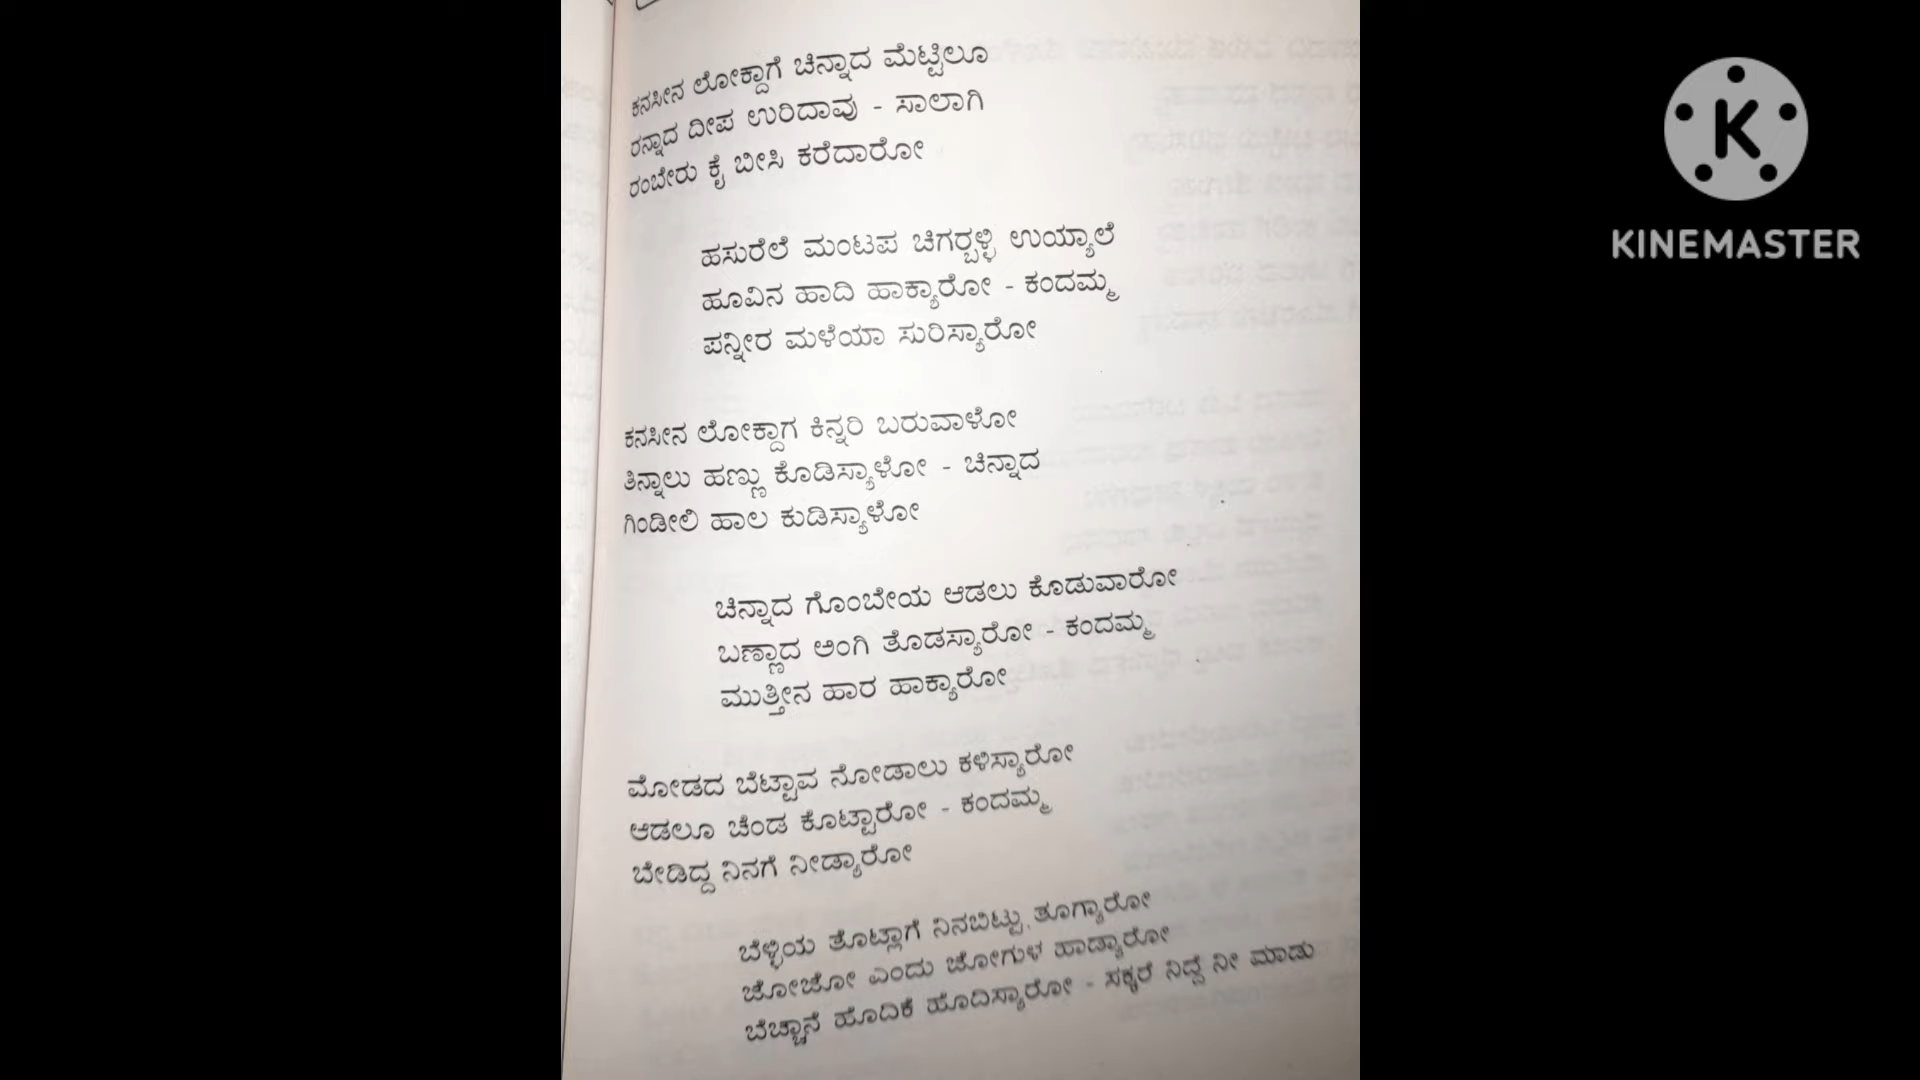 ಕನಸೀನ ಲೋಕ್ದಾಗೆ ಚಿನ್ನಾದ ಮೆಟ್ಟಿಲೂ
ರನ್ನಾದ ದೀಪ ಉರಿದಾವು - ಸಾಲಾಗಿ
ರಂಬೇರು ಕೈ ಬೀಸಿ ಕರೆದಾರೋ
ಹಸುರೆಲೆ ಮಂಟಪ ಚಿಗರ್‍ಬಳ್ಳಿ ಉಯ್ಯಾಲೆ
ಹೂವಿನ ಹಾದಿ ಹಾಕ್ಯಾರೋ - ಕಂದಮ್ಮ
ಪನ್ನೀರ ಮಳೆಯಾ ಸುರಿಸ್ಯಾರೋ
ಕನಸೀನ ಲೋಕ್ದಾಗ ಕಿನ್ನರಿ ಬರುವಾಳೋ
ತಿನ್ನಾಲು ಹಣ್ಣು ಕೊಡಿಸ್ಯಾಳೋ - ಚಿನ್ನಾದ
ಗಿಂಡೀಲಿ ಹಾಲ ಕುಡಿಸ್ಯಾಳೋ
ಚಿನ್ನಾದ ಗೊಂಬೇಯ ಆಡಲು ಕೊಡುವಾರೋ
ಬಣ್ಣಾದ ಅಂಗಿ ತೊಡಸ್ಯಾರೋ - ಕಂದಮ್ಮ
ಮುತ್ತೀನ ಹಾರ ಹಾಕ್ಯಾರೋ
ಮೋಡದ ಬೆಟ್ಟಾವ ನೋಡಾಲು ಕಳಿಸ್ಯಾರೋ
ಆಡಲೂ ಚೆಂಡ ಕೊಟ್ಟಾರೋ - ಕಂದಮ್ಮ
ಬೇಡಿದ್ದ ನಿನಗೆ ನೀಡ್ಯಾರೋ
ಬೆಳ್ಳಿಯ ತೊಟ್ಲಾಗೆ ನಿನಬಿಟ್ಟು ತೂಗ್ಯಾರೋ
ಜೋಜೋ ಎಂದು ಜೋಗುಳ ಹಾಡ್ಯಾರೋ
ಬೆಚ್ಚಾನೆ ಹೊದಿಕೆ ಹೊದಿಸ್ಯಾರೋ - ಸಕ್ಕರೆ ನಿದ್ದೆ ನೀ ಮಾಡು
KINEMASTER